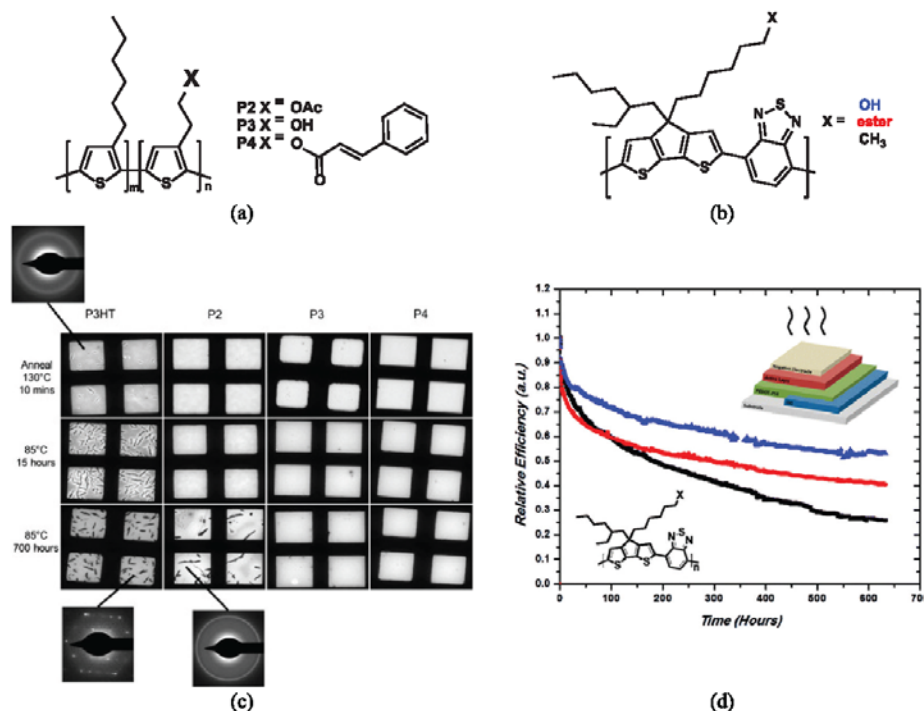 X
S
m
S
n
P2 X = OAc
P3 X = OH
P4 X = O
O
(a)
X
S
S
N
S
N
n
X =
OH
ester
CH3
(b)
P3HT
P2
P3
P4
Anneal
130°C
10 mins
85°C
15 hours
85°C
700 hours
(c)
Relative Efficiency (a.u.)
1.2
1.1
1.0
0.9
0.8
0.7
0.6
0.5
0.4
0.3
0.2
0.1
0.0
0
100
200
300
400
500
600
70
Time (Hours)
X
S
S
N
S
N
n
Substrate
(d)